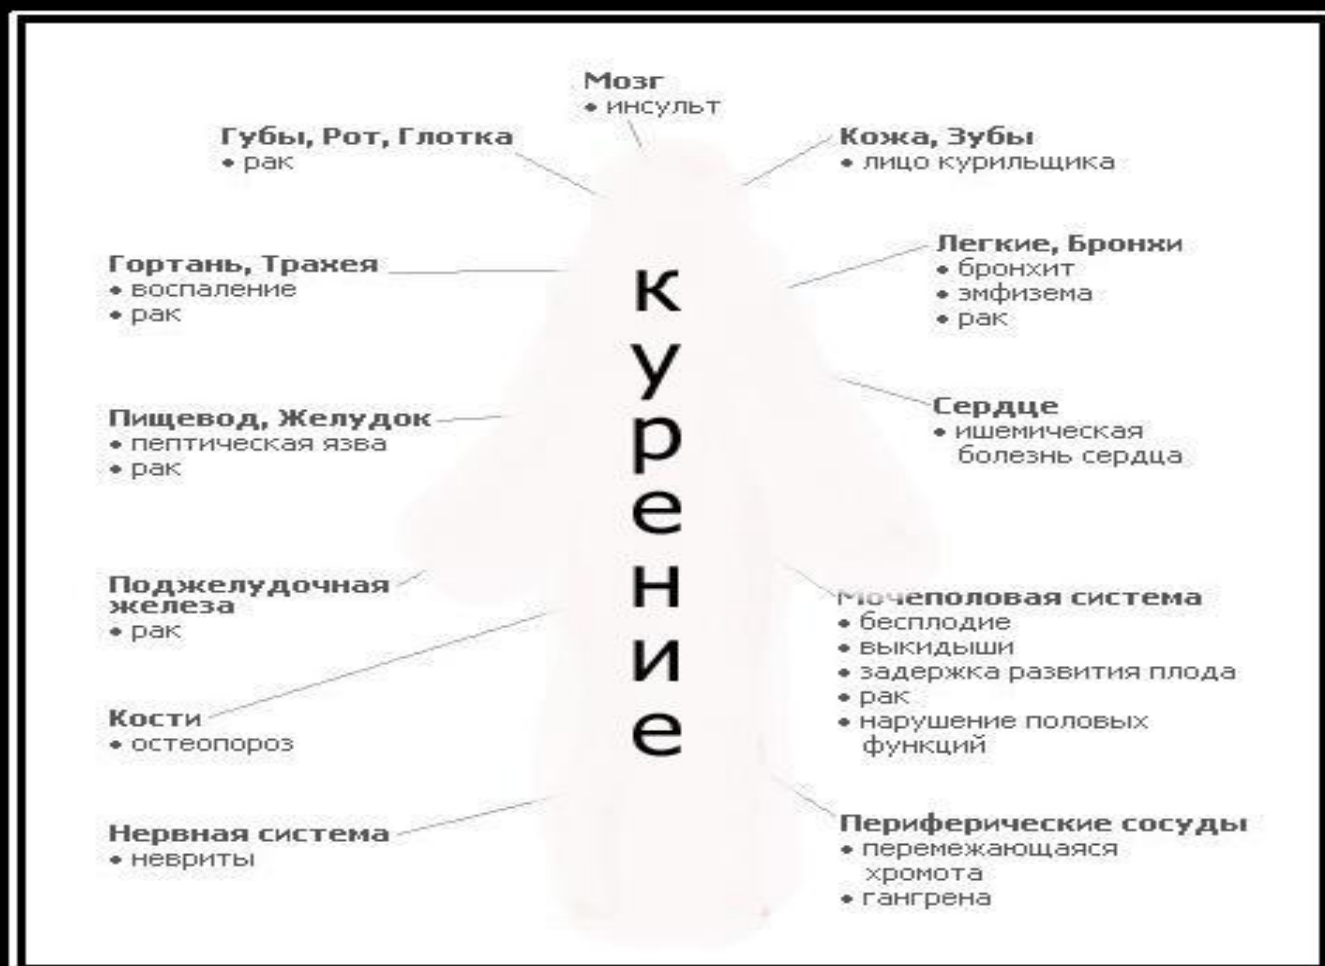 Мозг
• инсульт
Губы, Рот, Глотка
• рак
Кожа, Зубы
• лицо курильщика
Гортань, Трахея
• воспаление
• рак
Легкие, Бронхи
• бронхит
• эмфизема
• рак
Пищевод, Желудок
• пептическая язва
• рак
Сердце
• ишемическая
болезнь сердца
Поджелудочная
железа
• рак
Мочеполовая система
• бесплодие
• выкидыши
• задержка развития плода
• рак
• нарушение половых
функций
Кости
• остеопороз
Нервная система
• невриты
Периферические сосуды
• перемежающаяся
хромота
• гангрена
к
у
р
е
н
и
е